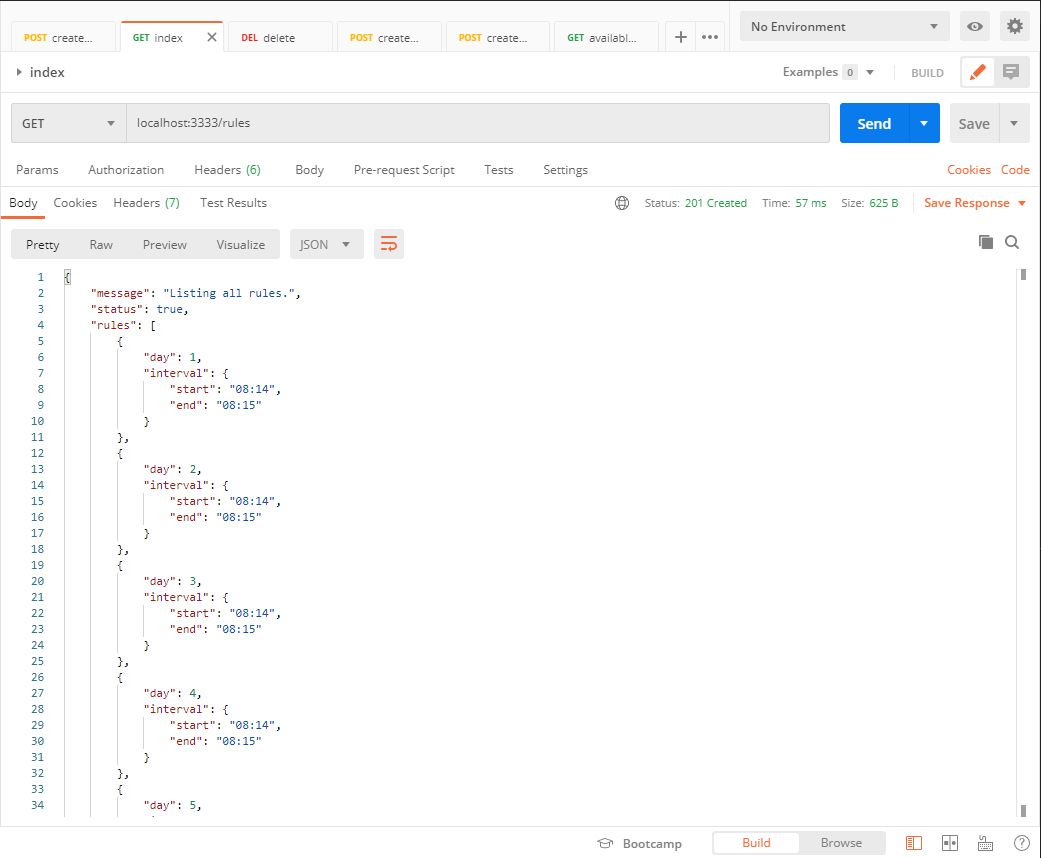 POST create... GET index DEL delete POST create... POST create... GET availabl... No Environment
index Examples 0 BUILD
GET localhost:3333/rules Send Save
Params Authorization Headers (6) Body Pre-request Script Tests Settings Cookies Code
Body Cookies Headers (7) Test Results Status: 201 Created Time: 57 ms Size: 625 B Save Response
Pretty Raw Preview Visualize JSON
1 {
2 "message": "Listing all rules.",
3 "status": true,
4 "rules": [
5 {
6 "day": 1,
7 "interval": {
8 "start": "08:14",
9 "end": "08:15"
10 }
11 },
12 {
13 "day": 2,
14 "interval": {
15 "start": "08:14",
16 "end": "08:15"
17 }
18 },
19 {
20 "day": 3,
21 "interval": {
22 "start": "08:14",
23 "end": "08:15"
24 }
25 },
26 {
27 "day": 4,
28 "interval": {
29 "start": "08:14",
30 "end": "08:15"
31 }
32 },
33 {
34 "day": 5,
Bootcamp Build Browse